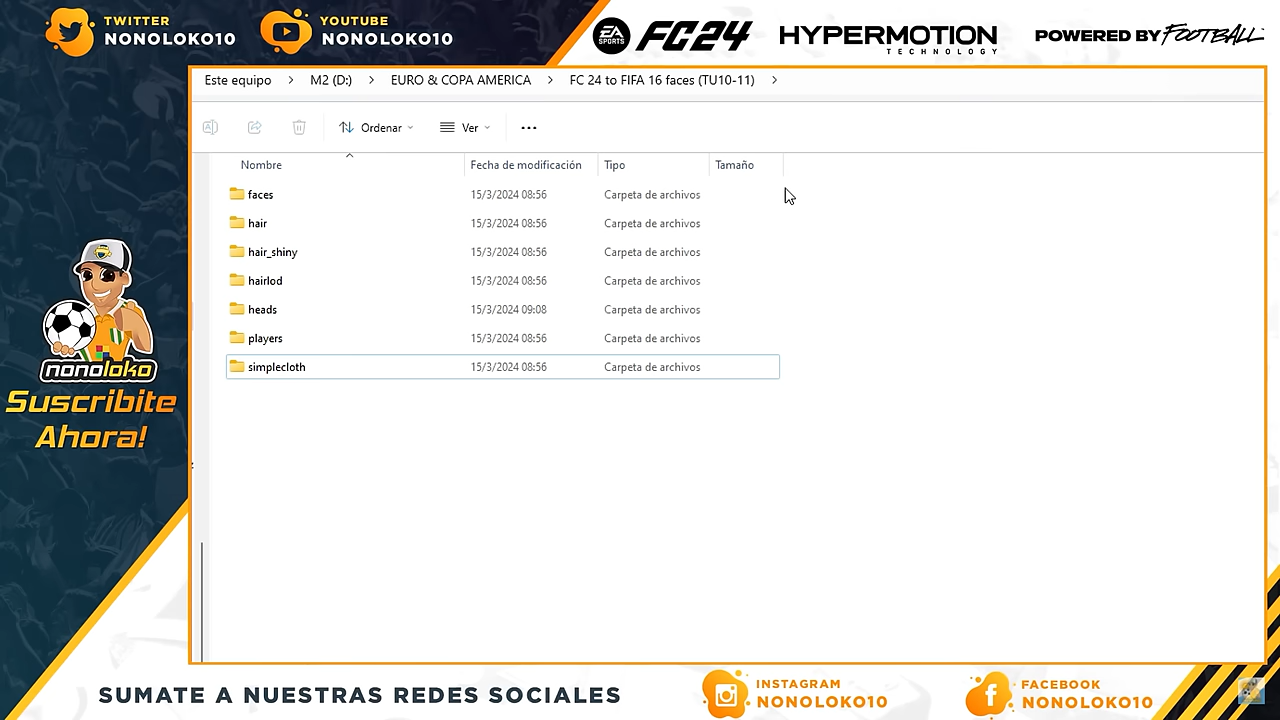 TWITTER
NONOLOKO10
YOUTUBE
NONOLOKO10
EA SPORTS FC24
HYPERMOTION
TECHNOLOGY
POWERED BY FOOTBALL
Este equipo > M2 (D:) > EURO & COPA AMERICA > FC 24 to FIFA 16 faces (TU10-11) >
Ordenar Ver ...
Nombre Fecha de modificación Tipo Tamaño
faces 15/3/2024 08:56 Carpeta de archivos
hair 15/3/2024 08:56 Carpeta de archivos
hair_shiny 15/3/2024 08:56 Carpeta de archivos
hairlod 15/3/2024 08:56 Carpeta de archivos
heads 15/3/2024 09:08 Carpeta de archivos
players 15/3/2024 08:56 Carpeta de archivos
simplecloth 15/3/2024 08:56 Carpeta de archivos
nonoloko
Suscribite
Ahora!
SUMATE A NUESTRAS REDES SOCIALES
INSTAGRAM
NONOLOKO10
FACEBOOK
NONOLOKO10